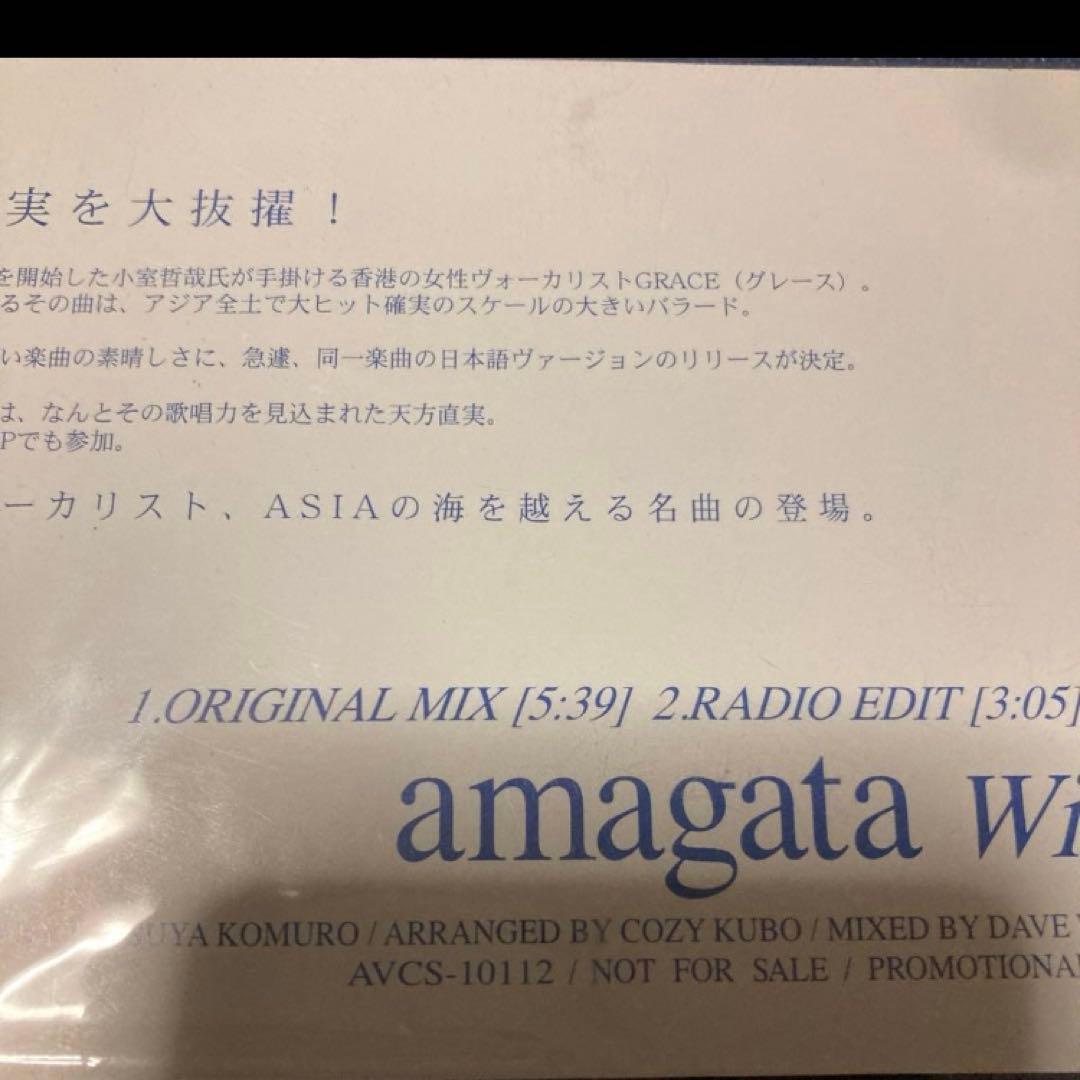 実を大抜擢！
を開始した小室哲哉氏が手掛ける香港の女性ヴォーカリストGRACE（グレース）。
るその曲は、アジア全土で大ヒット確実のスケールの大きいバラード。
い楽曲の素晴しさに、急遽、同一楽曲の日本語ヴァージョンのリリースが決定。
は、なんとその歌唱力を見込まれた天方直実。
Pでも参加。
ーカリスト、ASIAの海を越える名曲の登場。
1.ORIGINAL MIX [5:39] 2.RADIO EDIT [3:05]
amagata Wi
SUYA KOMURO / ARRANGED BY COZY KUBO / MIXED BY DAVE
AVCS-10112 / NOT FOR SALE / PROMOTIONA